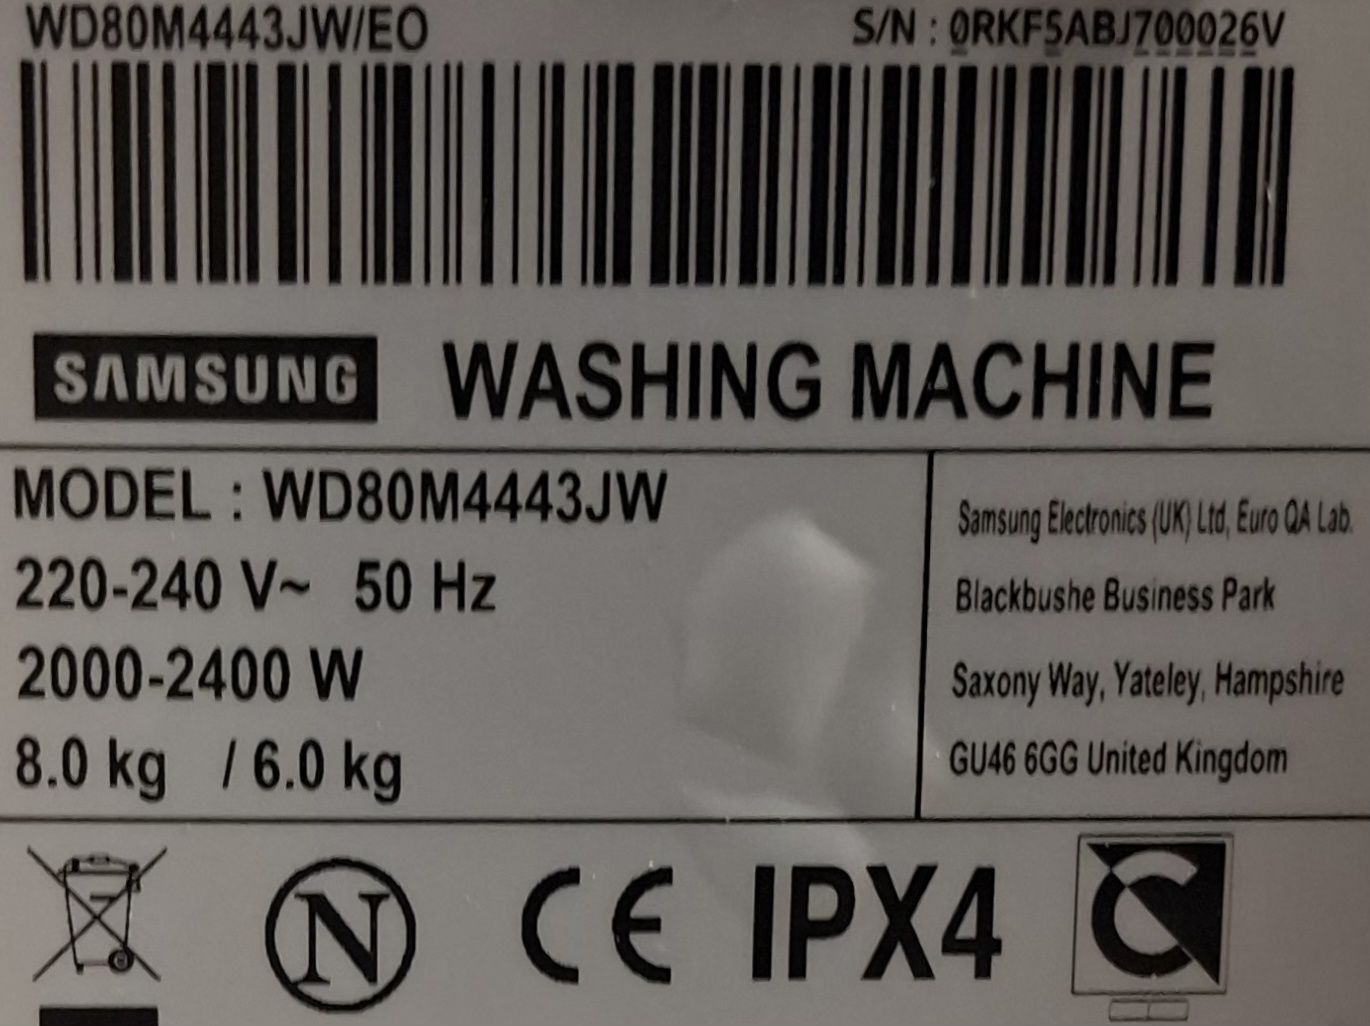 WD80M4443JW/EO S/N : 0RKF5ABJ700026V
SAMSUNG WASHING MACHINE
MODEL : WD80M4443JW
220-240 V~ 50 Hz
2000-2400 W
8.0 kg / 6.0 kg
Samsung Electronics (UK) Ltd, Euro QA Lab.
Blackbushe Business Park
Saxony Way, Yateley, Hampshire
GU46 6GG United Kingdom
N CE IPX4 C